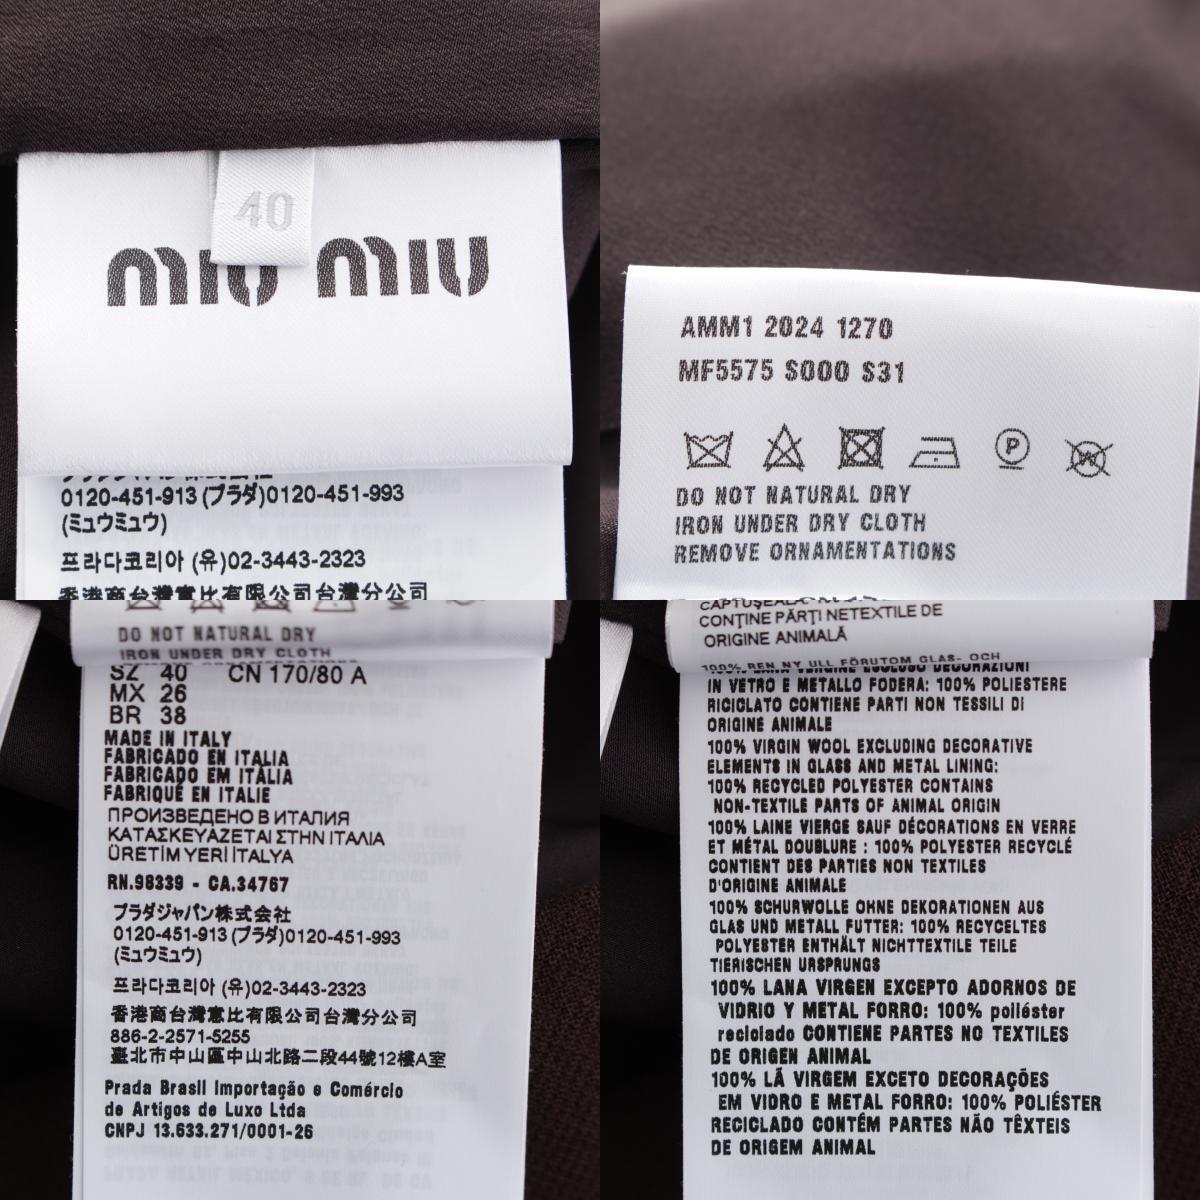 40
miu miu
0120-451-913 (プラダ)0120-451-993
(ミュウミュウ)
프라다코리아 (유)02-3443-2323
香港商台灣意比有限公司台灣分公司
AMM1 2024 1270
MF5575 S000 S31
P
W
DO NOT NATURAL DRY
IRON UNDER DRY CLOTH
REMOVE ORNAMENTATIONS
DO NOT NATURAL DRY
IRON UNDER DRY CLOTH
SZ 40 CN 170/80 A
MX 26
BR 38
MADE IN ITALY
FABRICADO EN ITALIA
FABRICADO EM ITÁLIA
FABRIQUÉ EN ITALIE
ПРОИЗВЕДЕНО В ИТАЛИЯ
ΚΑΤΑΣΚΕΥΑΖΕΤΑΙ ΣΤΗΝ ΙΤΑΛΙΑ
ÜRETİM YERİ İTALYA
RN.98339 - CA.34767
プラダジャパン株式会社
0120-451-913 (プラダ)0120-451-993
(ミュウミュウ)
프라다코리아 (유)02-3443-2323
香港商台灣意比有限公司台灣分公司
886-2-2571-5255
臺北市中山區中山北路二段44號12樓A室
Prada Brasil Importação e Comércio
de Artigos de Luxo Ltda
CNPJ 13.633.271/0001-26
CONŢINE PĂRŢI NETEXTILE DE
ORIGINE ANIMALĂ
100% REN NY ULL FÖRUTOM GLAS- OCH
100% LANA VERGINE ESCLUSO DECORAZIONI
IN VETRO E METALLO FODERA: 100% POLIESTERE
RICICLATO CONTIENE PARTI NON TESSILI DI
ORIGINE ANIMALE
100% VIRGIN WOOL EXCLUDING DECORATIVE
ELEMENTS IN GLASS AND METAL LINING:
100% RECYCLED POLYESTER CONTAINS
NON-TEXTILE PARTS OF ANIMAL ORIGIN
100% LAINE VIERGE SAUF DÉCORATIONS EN VERRE
ET MÉTAL DOUBLURE : 100% POLYESTER RECYCLÉ
CONTIENT DES PARTIES NON TEXTILES
D'ORIGINE ANIMALE
100% SCHURWOLLE OHNE DEKORATIONEN AUS
GLAS UND METALL FUTTER: 100% RECYCELTES
POLYESTER ENTHÄLT NICHTTEXTILE TEILE
TIERISCHEN URSPRUNGS
100% LANA VIRGEN EXCEPTO ADORNOS DE
VIDRIO Y METAL FORRO: 100% poliéster
reciclado CONTIENE PARTES NO TEXTILES
DE ORIGEN ANIMAL
100% LÃ VIRGEM EXCETO DECORAÇÕES
EM VIDRO E METAL FORRO: 100% POLIÉSTER
RECICLADO CONTÉM PARTES NÃO TÊXTEIS
DE ORIGEM ANIMAL